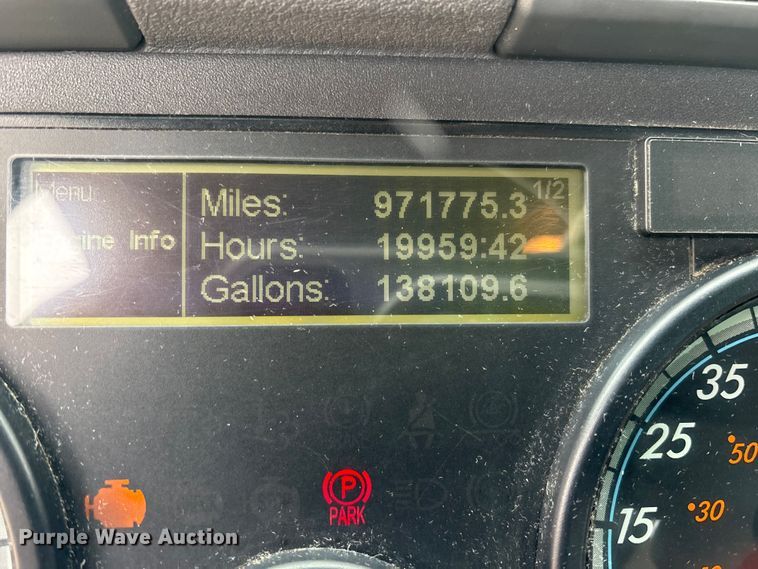 Menu 1/2
Miles: 971775.3
Engine Info Hours: 19959:42
Gallons: 138109.6
35
25
50
15
30
PARK
Purple Wave Auction